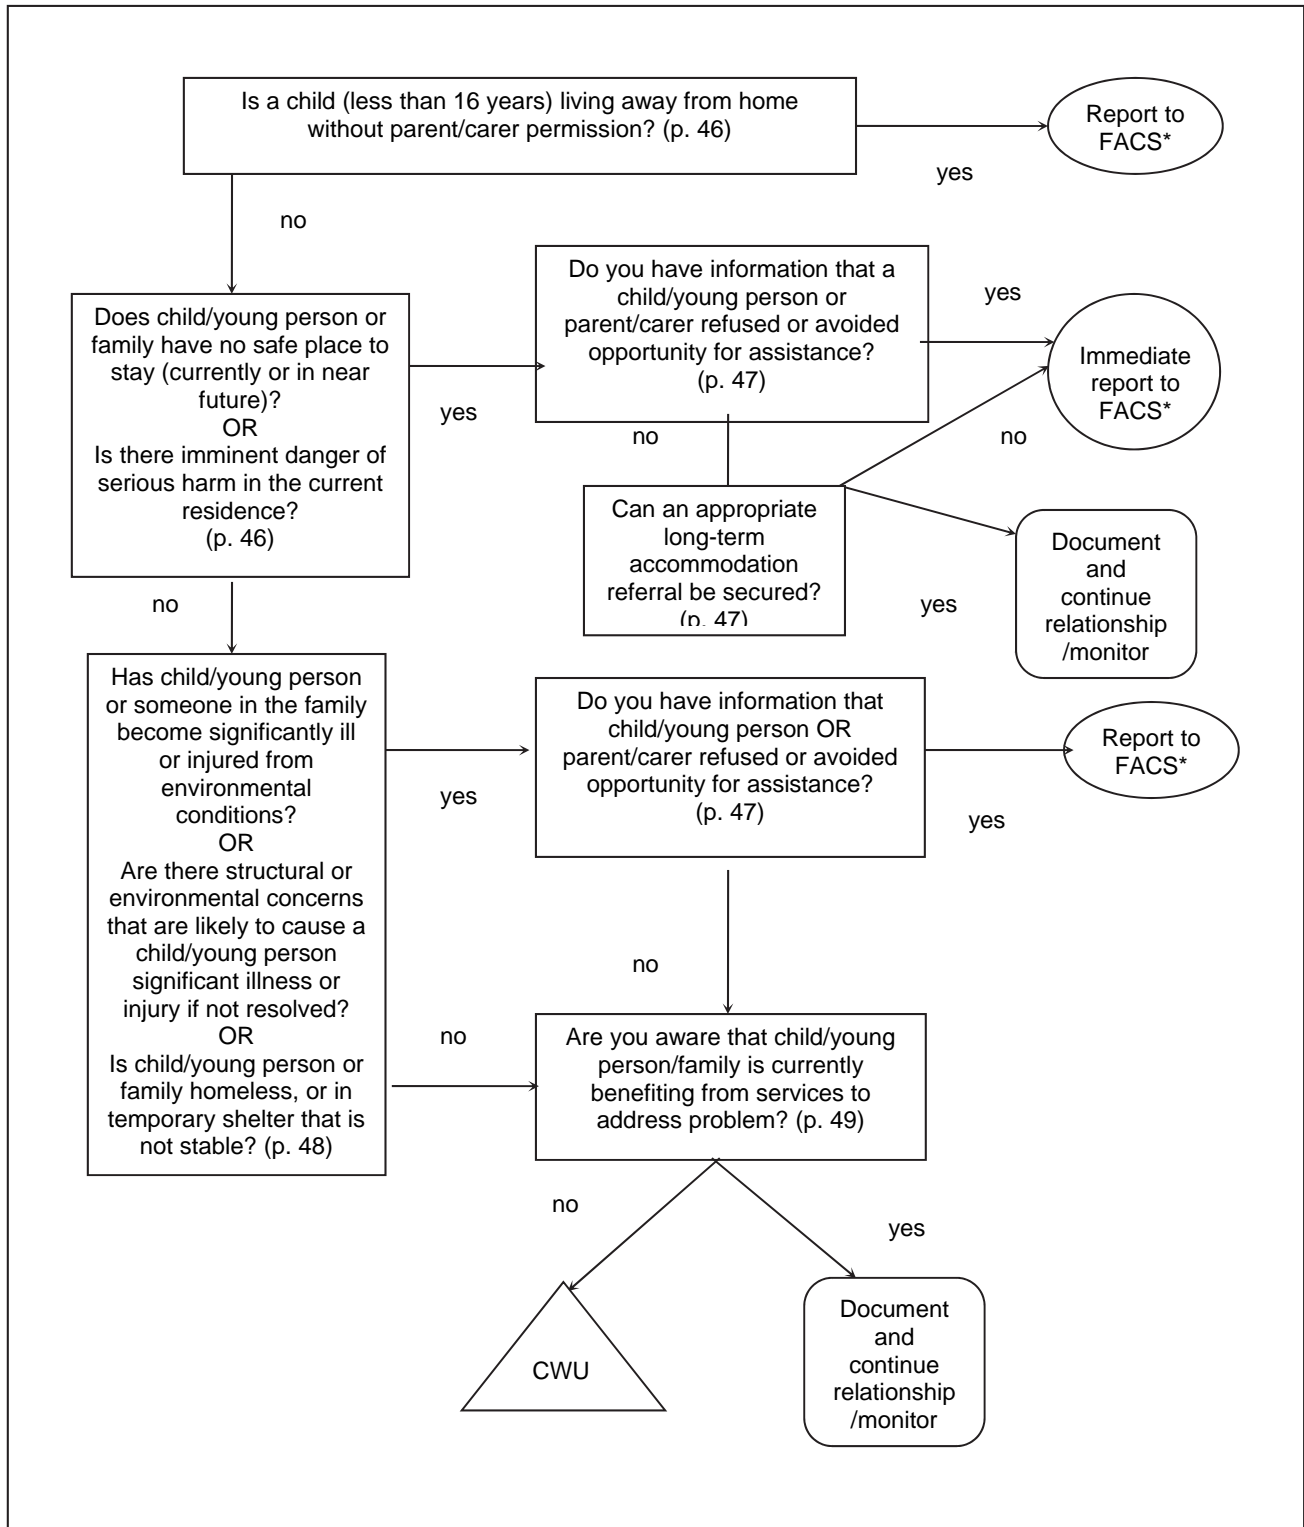 Is a child (less than 16 years) living away from home
without parent/carer permission? (p. 46)
Report to
FACS*
yes
no
Does child/young person or
family have no safe place to
stay (currently or in near
future)?
OR
Is there imminent danger of
serious harm in the current
residence?
(p. 46)
yes
Do you have information that a
child/young person or
parent/carer refused or avoided
opportunity for assistance?
(p. 47)
yes
Immediate
report to
FACS*
no
no
Can an appropriate
long-term
accommodation
referral be secured?
(p. 47)
yes
Document
and
continue
relationship
/monitor
no
Has child/young person
or someone in the family
become significantly ill
or injured from
environmental
conditions?
OR
Are there structural or
environmental concerns
that are likely to cause a
child/young person
significant illness or
injury if not resolved?
OR
Is child/young person or
family homeless, or in
temporary shelter that is
not stable? (p. 48)
yes
Do you have information that
child/young person OR
parent/carer refused or avoided
opportunity for assistance?
(p. 47)
yes
Report to
FACS*
no
no
Are you aware that child/young
person/family is currently
benefiting from services to
address problem? (p. 49)
no
yes
CWU
Document
and
continue
relationship
/monitor